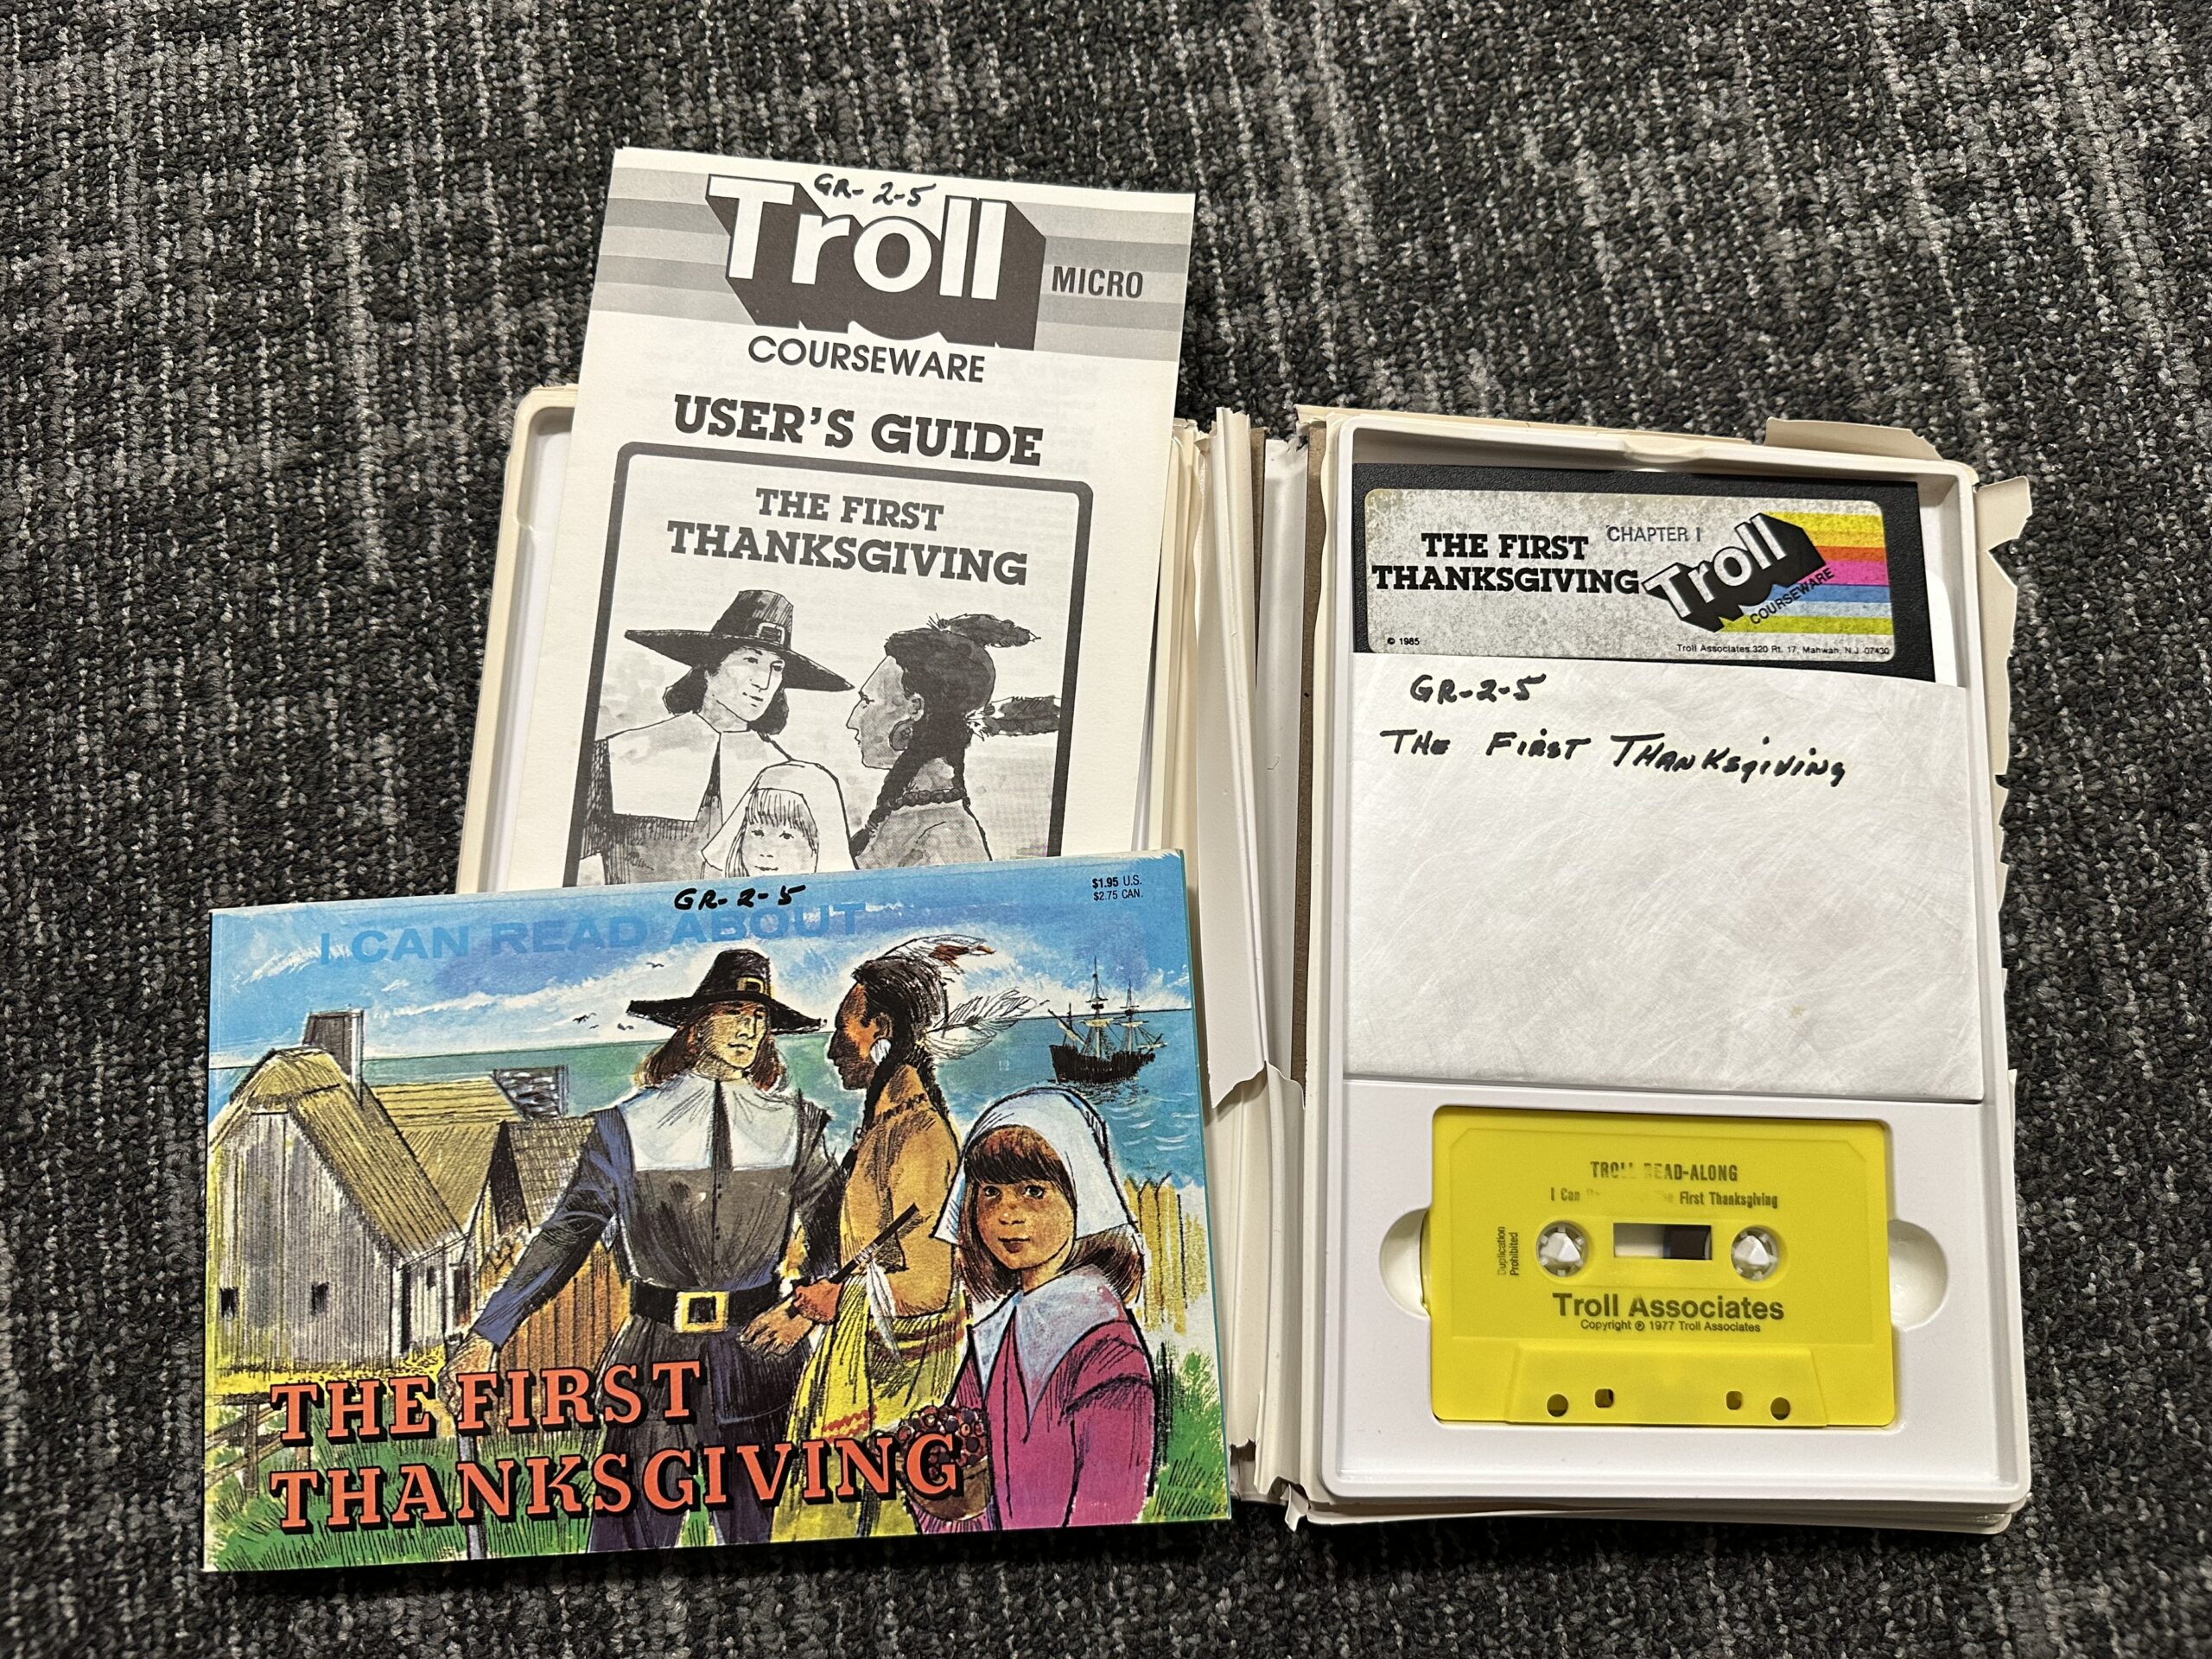 GR-2-5
Troll
MICRO
COURSEWARE
USER'S GUIDE
THE FIRST
THANKSGIVING
GR-2-5
$1.95 U.S.
$2.75 CAN.
I CAN READ ABOUT
THE FIRST
THANKSGIVING
THE FIRST
THANKSGIVING
CHAPTER 1
Troll
COURSEWARE
© 1985
Troll Associates 320 Rt. 17, Mahwah, N.J. 07430
GR-2-5
THE FIRST THANKSgiving
TROLL READ-ALONG
I Can The First Thanksgiving
Duplication
Prohibited
Troll Associates
Copyright ℗ 1977 Troll Associates